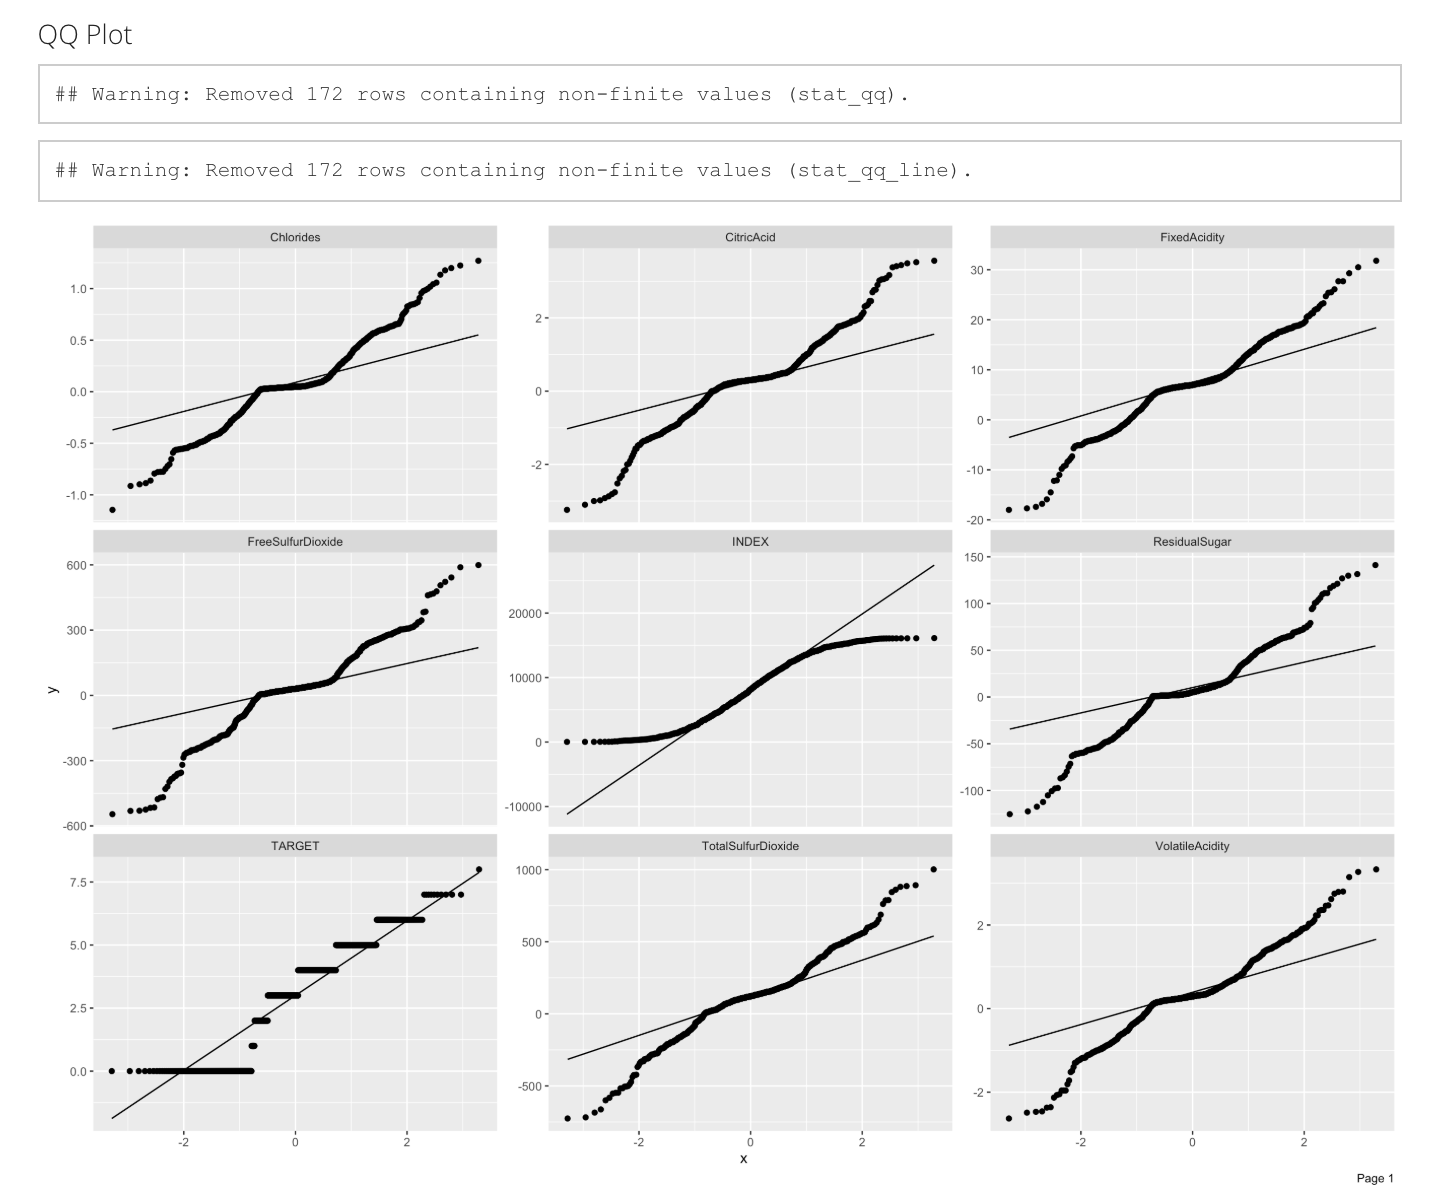 QQ Plot
## Warning: Removed 172 rows containing non-finite values (stat_qq).
## Warning: Removed 172 rows containing non-finite values (stat_qq_line).
Chlorides
1.0
0.5
0.0
-0.5
-1.0
CitricAcid
2
0
-2
FixedAcidity
30
20
10
0
-10
-20
FreeSulfurDioxide
600
300
0
-300
-600
INDEX
20000
10000
0
-10000
ResidualSugar
150
100
50
0
-50
-100
y
TARGET
7.5
5.0
2.5
0.0
-2 0 2
TotalSulfurDioxide
1000
500
0
-500
-2 0 2
VolatileAcidity
2
0
-2
-2 0 2
x
Page 1